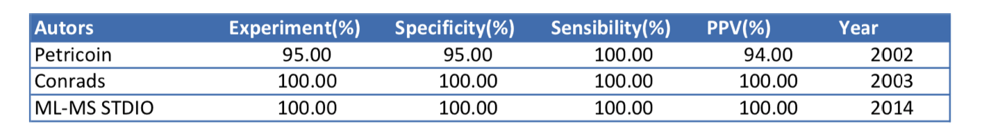 Autors Experiment(%) Specificity(%) Sensibility(%) PPV(%) Year
Petricoin 95.00 95.00 100.00 94.00 2002
Conrads 100.00 100.00 100.00 100.00 2003
ML-MS STDIO 100.00 100.00 100.00 100.00 2014